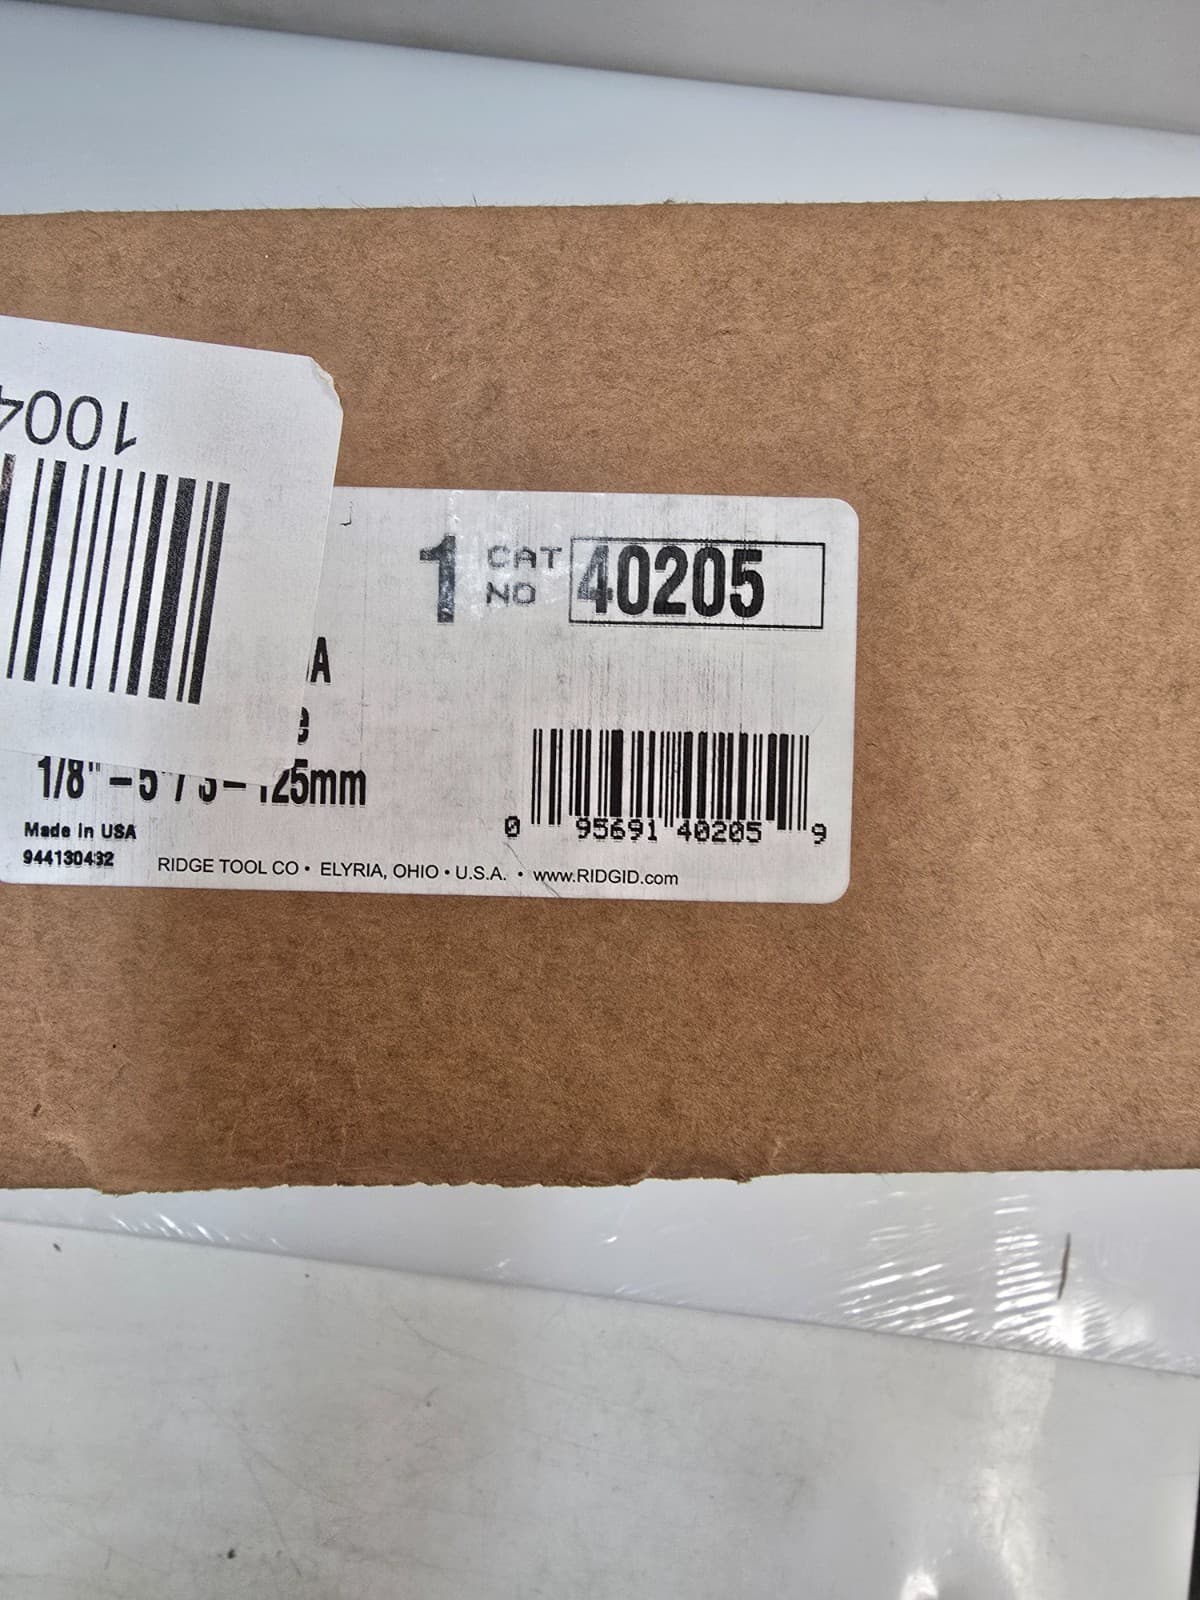 1004
1 CAT NO 40205
A
e
1/8" – 5"/3 – 125mm
0 95691 40205 9
Made in USA
944130432
RIDGE TOOL CO • ELYRIA, OHIO • U.S.A. • www.RIDGID.com